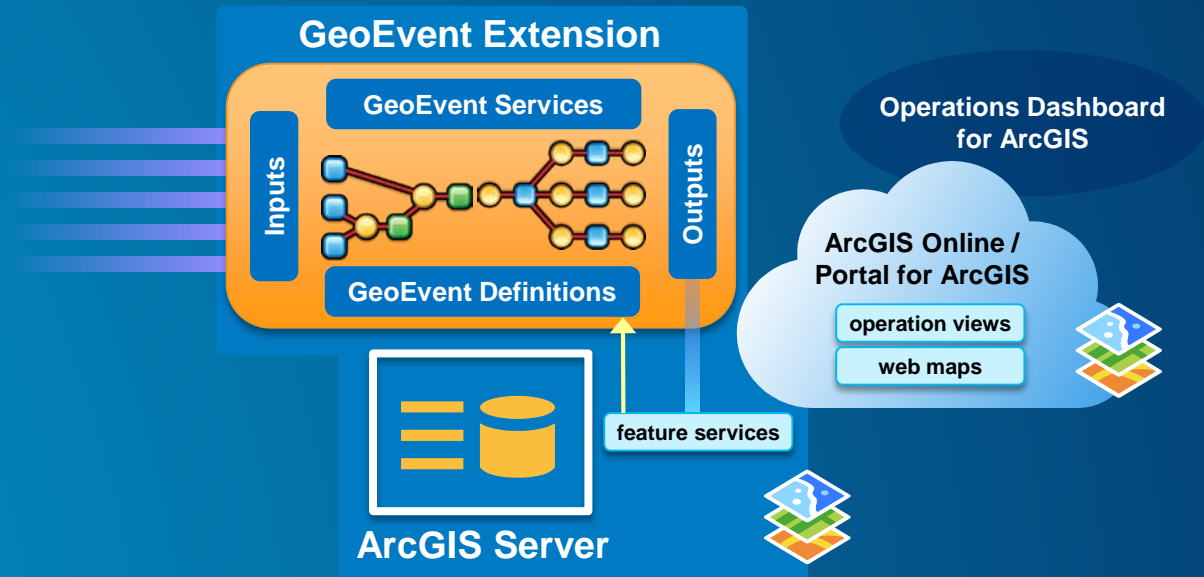 GeoEvent Extension
GeoEvent Services
Inputs
Outputs
GeoEvent Definitions
Operations Dashboard
for ArcGIS
ArcGIS Online /
Portal for ArcGIS
operation views
web maps
feature services
ArcGIS Server